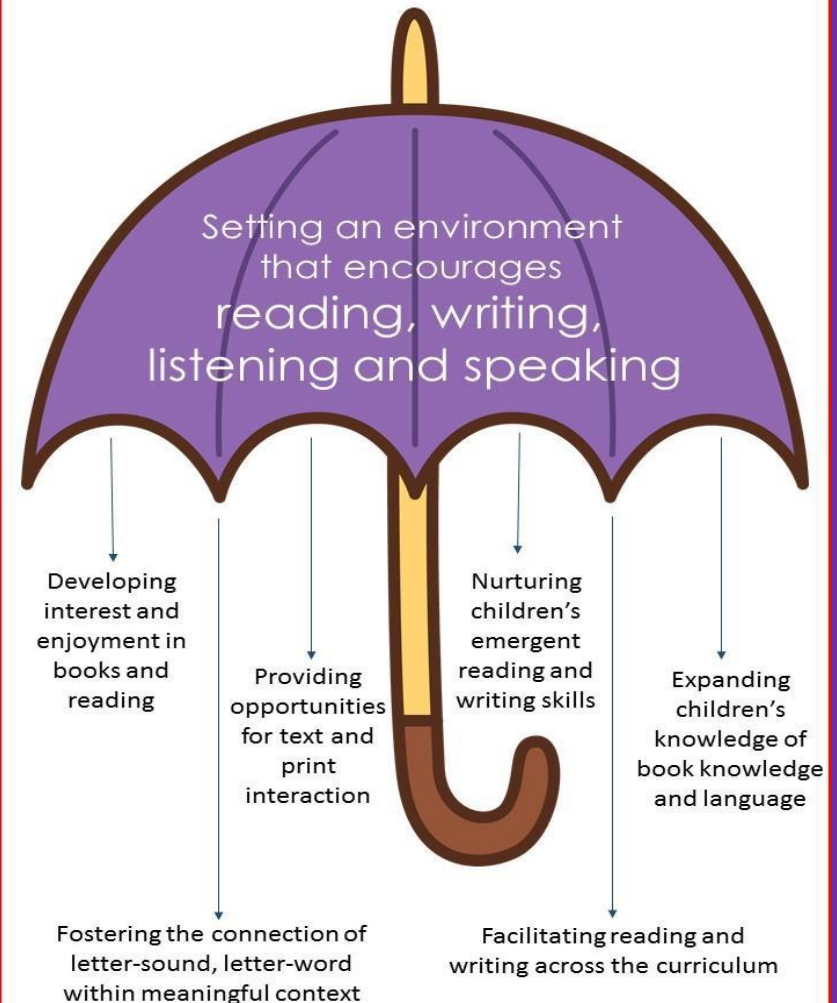 Setting an environment
that encourages
reading, writing,
listening and speaking
Developing
interest and
enjoyment in
books and
reading
Fostering the connection of
letter-sound, letter-word
within meaningful context
Providing
opportunities
for text and
print
interaction
Nurturing
children's
emergent
reading and
writing skills
Facilitating reading and
writing across the curriculum
Expanding
children's
knowledge of
book knowledge
and language